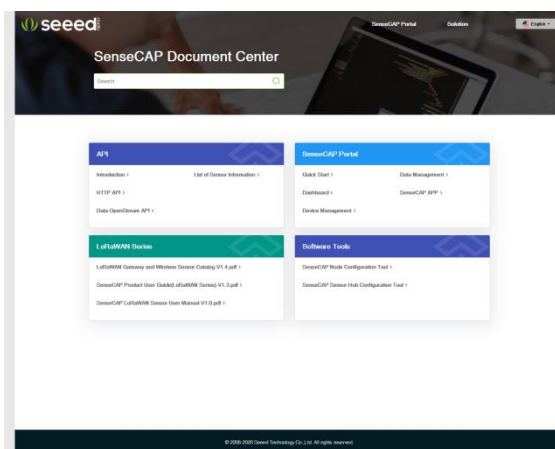 seeed
SenseCAP Portal Solution English
SenseCAP Document Center
Search
API
Introduction > List of Sensor Information >
HTTP API >
Data OpenStream API >
SenseCAP Portal
Quick Start > Data Management >
Dashboard > SenseCAP APP >
Device Management >
LoRaWAN Series
LoRaWAN Gateway and Wireless Sensor Catalog V1.4.pdf >
SenseCAP Product User Guide(LoRaWAN Series)-V1.3.pdf >
SenseCAP LoRaWAN Sensor User Manual V1.0.pdf >
Software Tools
SenseCAP Node Configuration Tool >
SenseCAP Sensor Hub Configuration Tool >
© 2008-2020 Seeed Technology Co.,Ltd. All rights reserved.